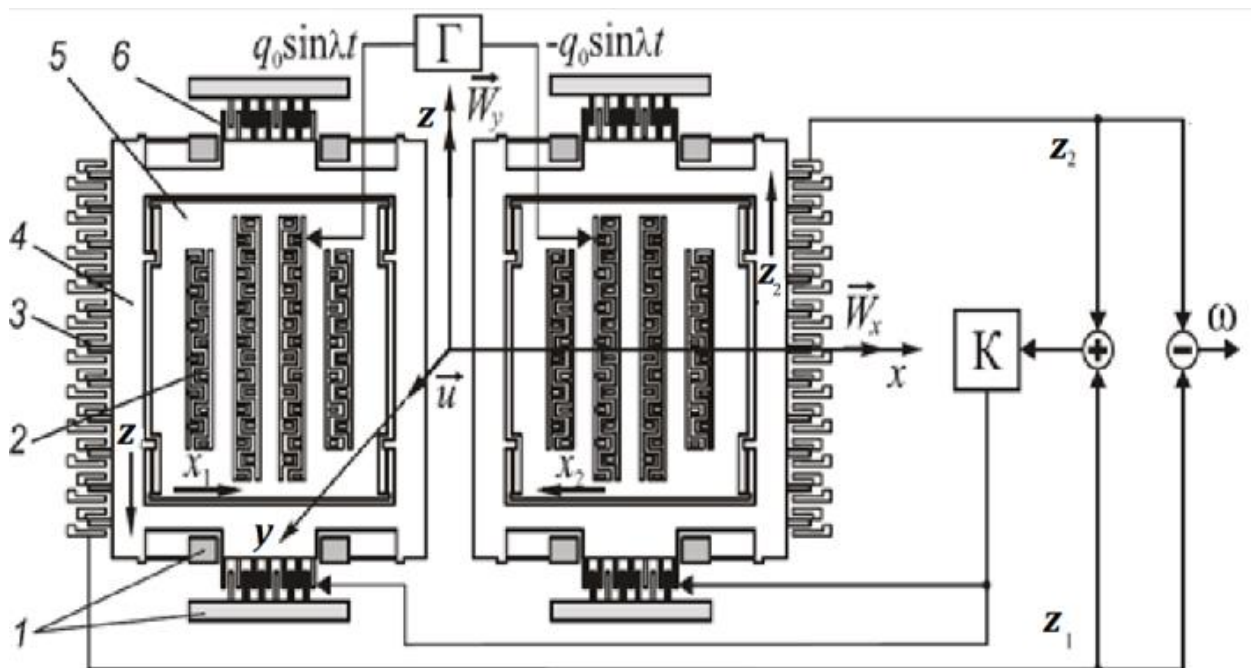 q₀sinλt
Г
-q₀sinλt
5
6
z
W⃗y
z₂
4
z₂
3
W⃗x
К
+
-
ω
x
u⃗
2
z
x₁
x₂
y
1
z₁